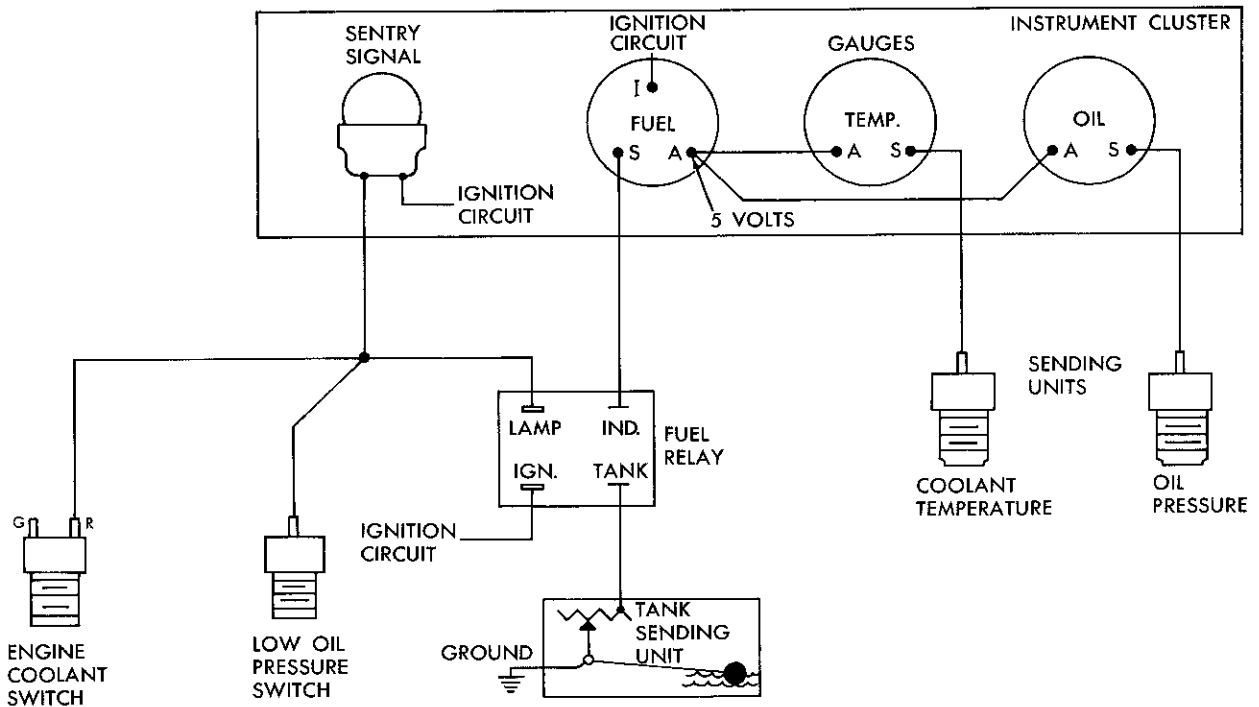 SENTRY
SIGNAL
IGNITION
CIRCUIT
GAUGES
INSTRUMENT CLUSTER
I
FUEL
S A
TEMP.
A S
OIL
A S
IGNITION
CIRCUIT
5 VOLTS
SENDING
UNITS
LAMP IND.
IGN. TANK
FUEL
RELAY
COOLANT
TEMPERATURE
OIL
PRESSURE
G R
IGNITION
CIRCUIT
TANK
SENDING
UNIT
GROUND
ENGINE
COOLANT
SWITCH
LOW OIL
PRESSURE
SWITCH